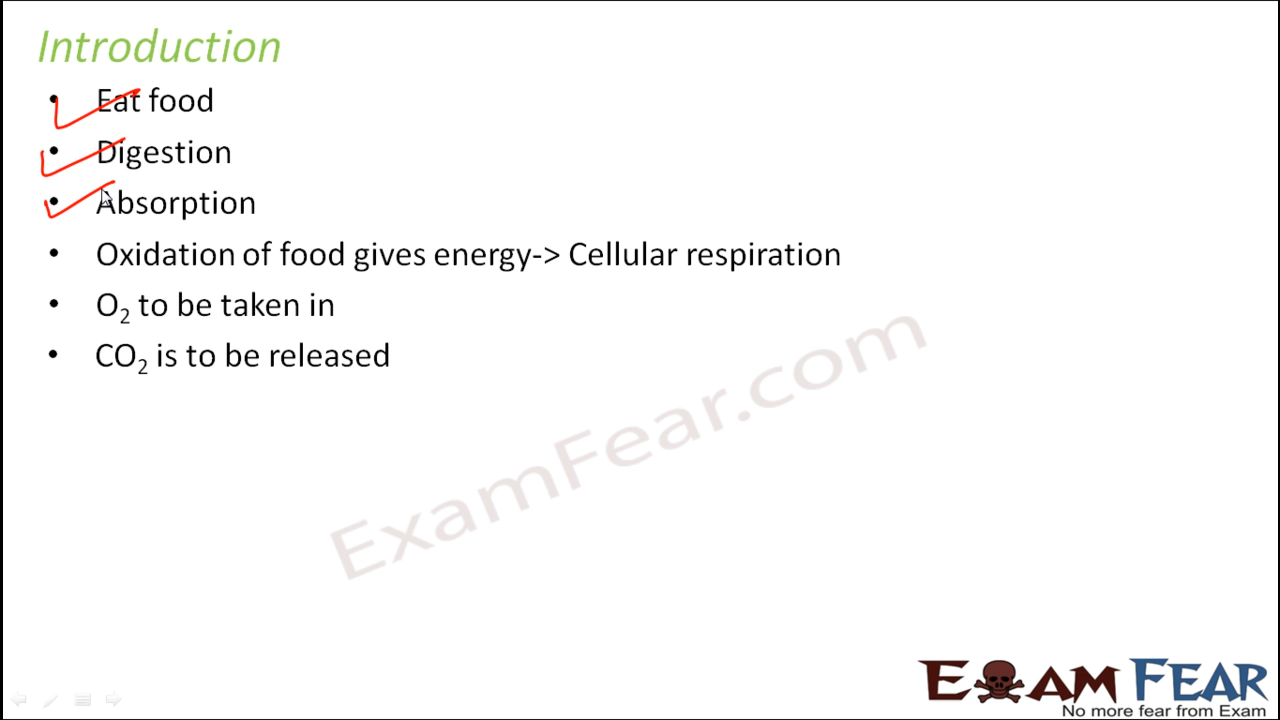 Introduction
• Eat food
• Digestion
• Absorption
• Oxidation of food gives energy-> Cellular respiration
• O₂ to be taken in
• CO₂ is to be released
ExamFear.com
EXAM FEAR
No more fear from Exam